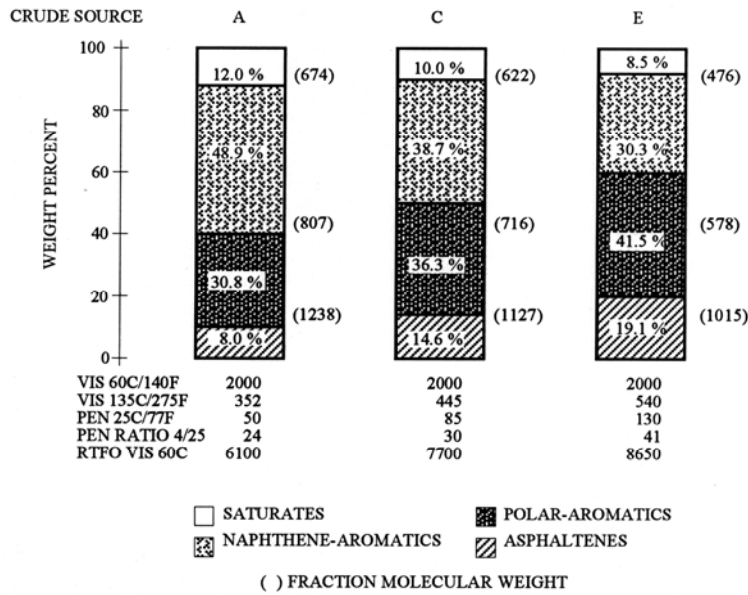 CRUDE SOURCE A C E
100
12.0 % (674) 10.0 % (622) 8.5 % (476)
80
WEIGHT PERCENT
48.9 % 38.7 % 30.3 %
60
(807) (716) (578)
40
30.8 % 36.3 % 41.5 %
20
(1238) (1127) (1015)
8.0 % 14.6 % 19.1 %
0
VIS 60C/140F 2000 2000 2000
VIS 135C/275F 352 445 540
PEN 25C/77F 50 85 130
PEN RATIO 4/25 24 30 41
RTFO VIS 60C 6100 7700 8650
SATURATES POLAR-AROMATICS
NAPHTHENE-AROMATICS ASPHALTENES
( ) FRACTION MOLECULAR WEIGHT